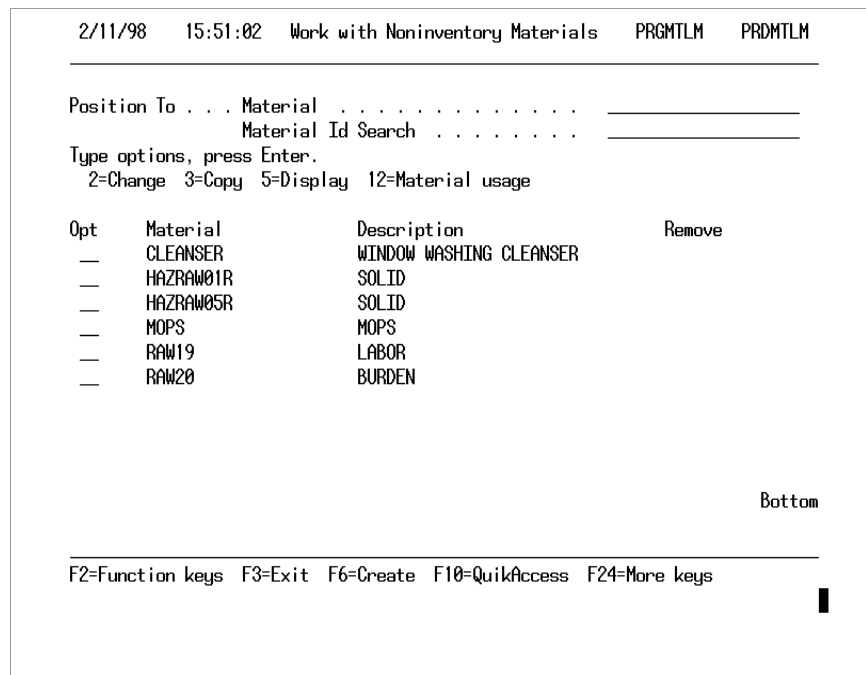 2/11/98 15:51:02 Work with Noninventory Materials PRGMTLM PRDMTLM
Position To . . . Material . . . . . . . . . . . . . .
Material Id Search . . . . . . . .
Type options, press Enter.
2=Change 3=Copy 5=Display 12=Material usage
Opt Material Description Remove
CLEANSER WINDOW WASHING CLEANSER
HAZRAW01R SOLID
HAZRAW05R SOLID
MOPS MOPS
RAW19 LABOR
RAW20 BURDEN
Bottom
F2=Function keys F3=Exit F6=Create F10=QuikAccess F24=More keys